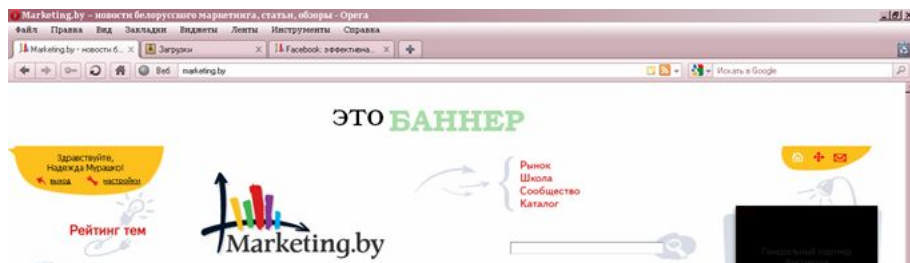 Marketing.by – новости белорусского маркетинга, статьи, обзоры - Opera
Файл Правка Вид Закладки Виджеты Ленты Инструменты Справка
Marketing.by - новости б... Загрузки Facebook: эффективна...
Веб marketing.by Искать в Google
ЭТО БАННЕР
Здравствуйте,
Надежда Мурашко!
выход настройки
Рынок
Школа
Сообщество
Каталог
Рейтинг тем
Marketing.by
Генеральный партнер